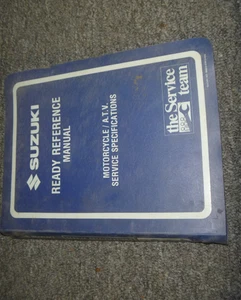 SUZUKI
READY REFERENCE
MANUAL
MOTORCYCLE / A.T.V.
SERVICE SPECIFICATIONS
the Service
team